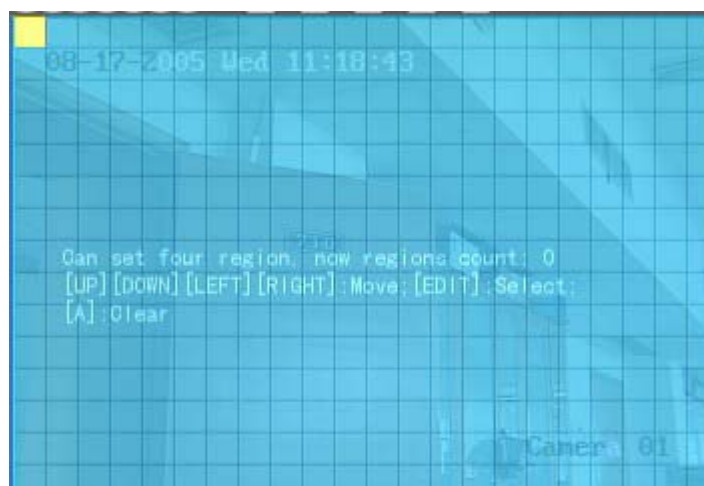 08-17-2005 Wed 11:18:43
Can set four region, now regions count: 0
[UP][DOWN][LEFT][RIGHT]:Move;[EDIT]:Select;
[A]:Clear
Camera 01